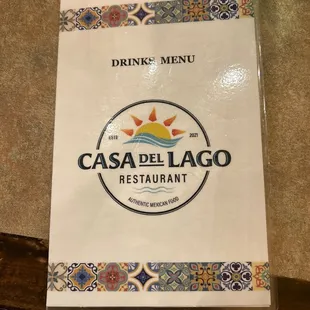 DRINKS MENU
ESTD 2021
CASA DEL LAGO
RESTAURANT
AUTHENTIC MEXICAN FOOD